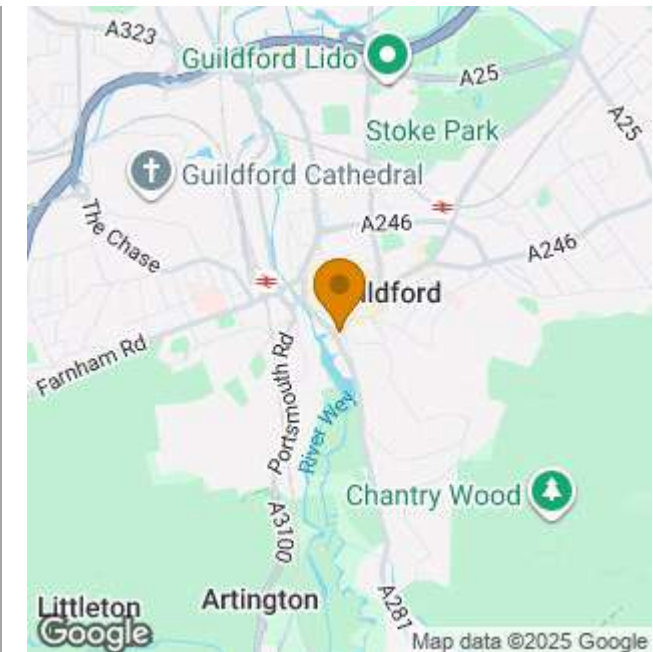 A323
Guildford Lido
A25
A25
Stoke Park
Guildford Cathedral
The Chase
A246
A246
ildford
Farnham Rd
Portsmouth Rd
River Wey
Chantry Wood
A3100
A281
Littleton
Artington
Google
Map data ©2025 Google